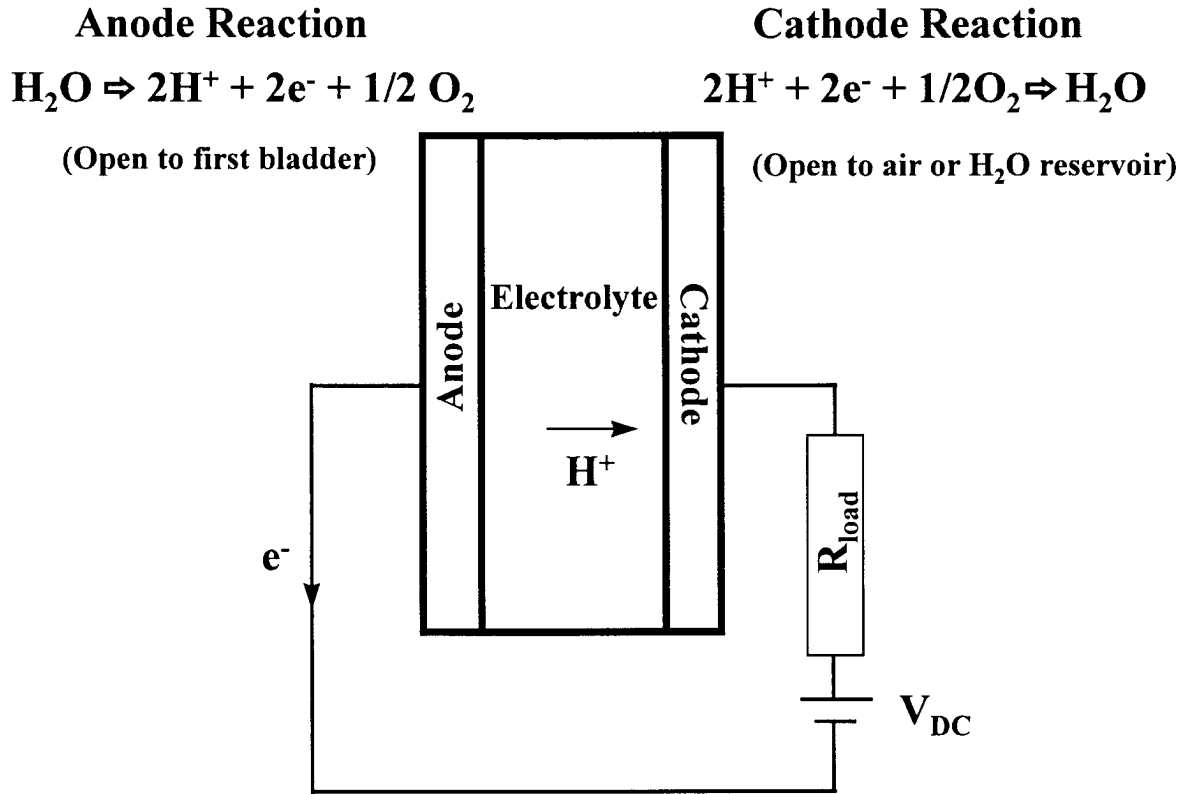 Anode Reaction
H₂O ⇨ 2H⁺ + 2e⁻ + 1/2 O₂
(Open to first bladder)
Cathode Reaction
2H⁺ + 2e⁻ + 1/2O₂ ⇨ H₂O
(Open to air or H₂O reservoir)
Anode
Electrolyte
Cathode
H⁺
e⁻
R_load
V_DC